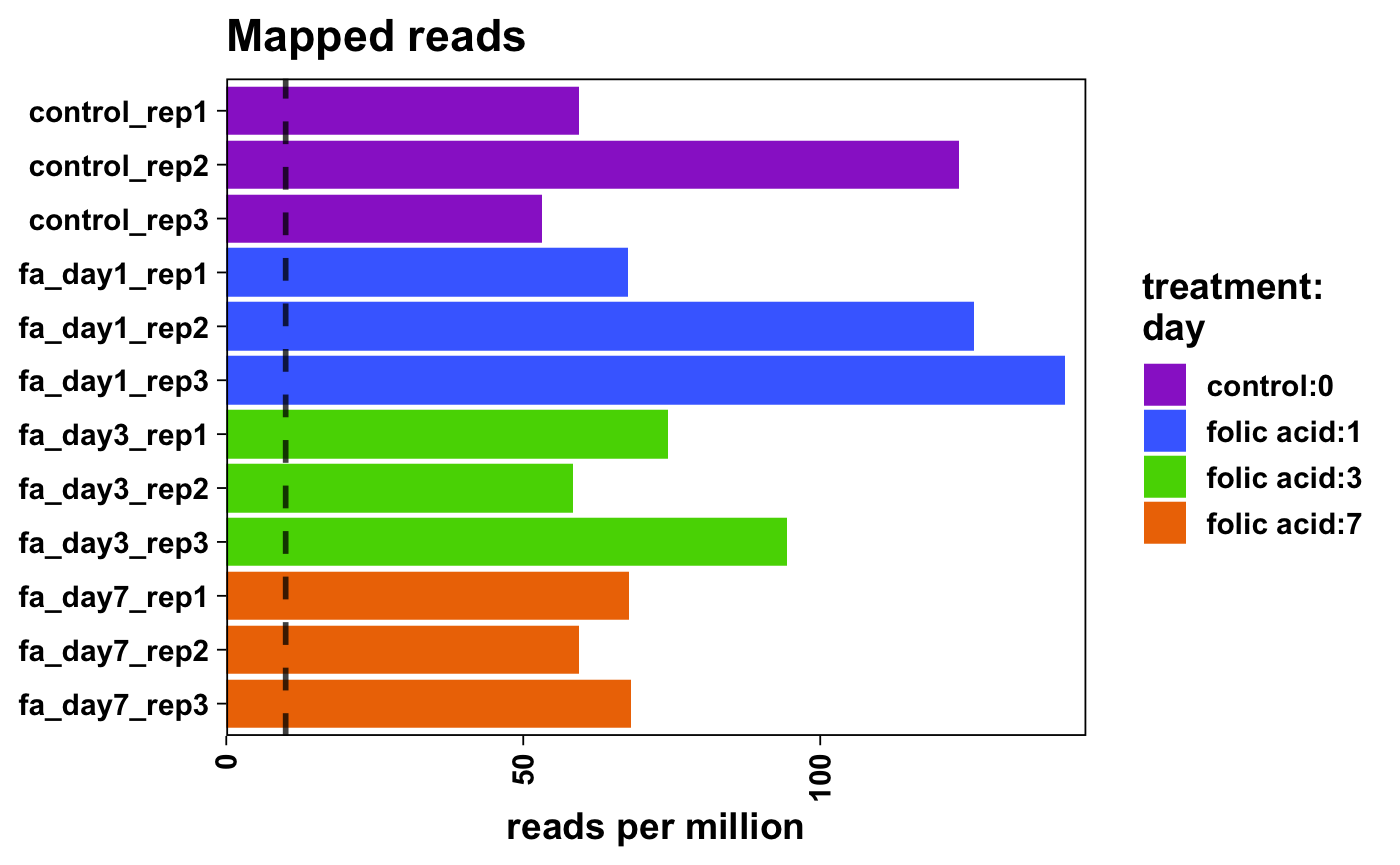 Mapped reads
control_rep1
control_rep2
control_rep3
fa_day1_rep1
fa_day1_rep2
fa_day1_rep3
fa_day3_rep1
fa_day3_rep2
fa_day3_rep3
fa_day7_rep1
fa_day7_rep2
fa_day7_rep3
0
50
100
reads per million
treatment:
day
control:0
folic acid:1
folic acid:3
folic acid:7